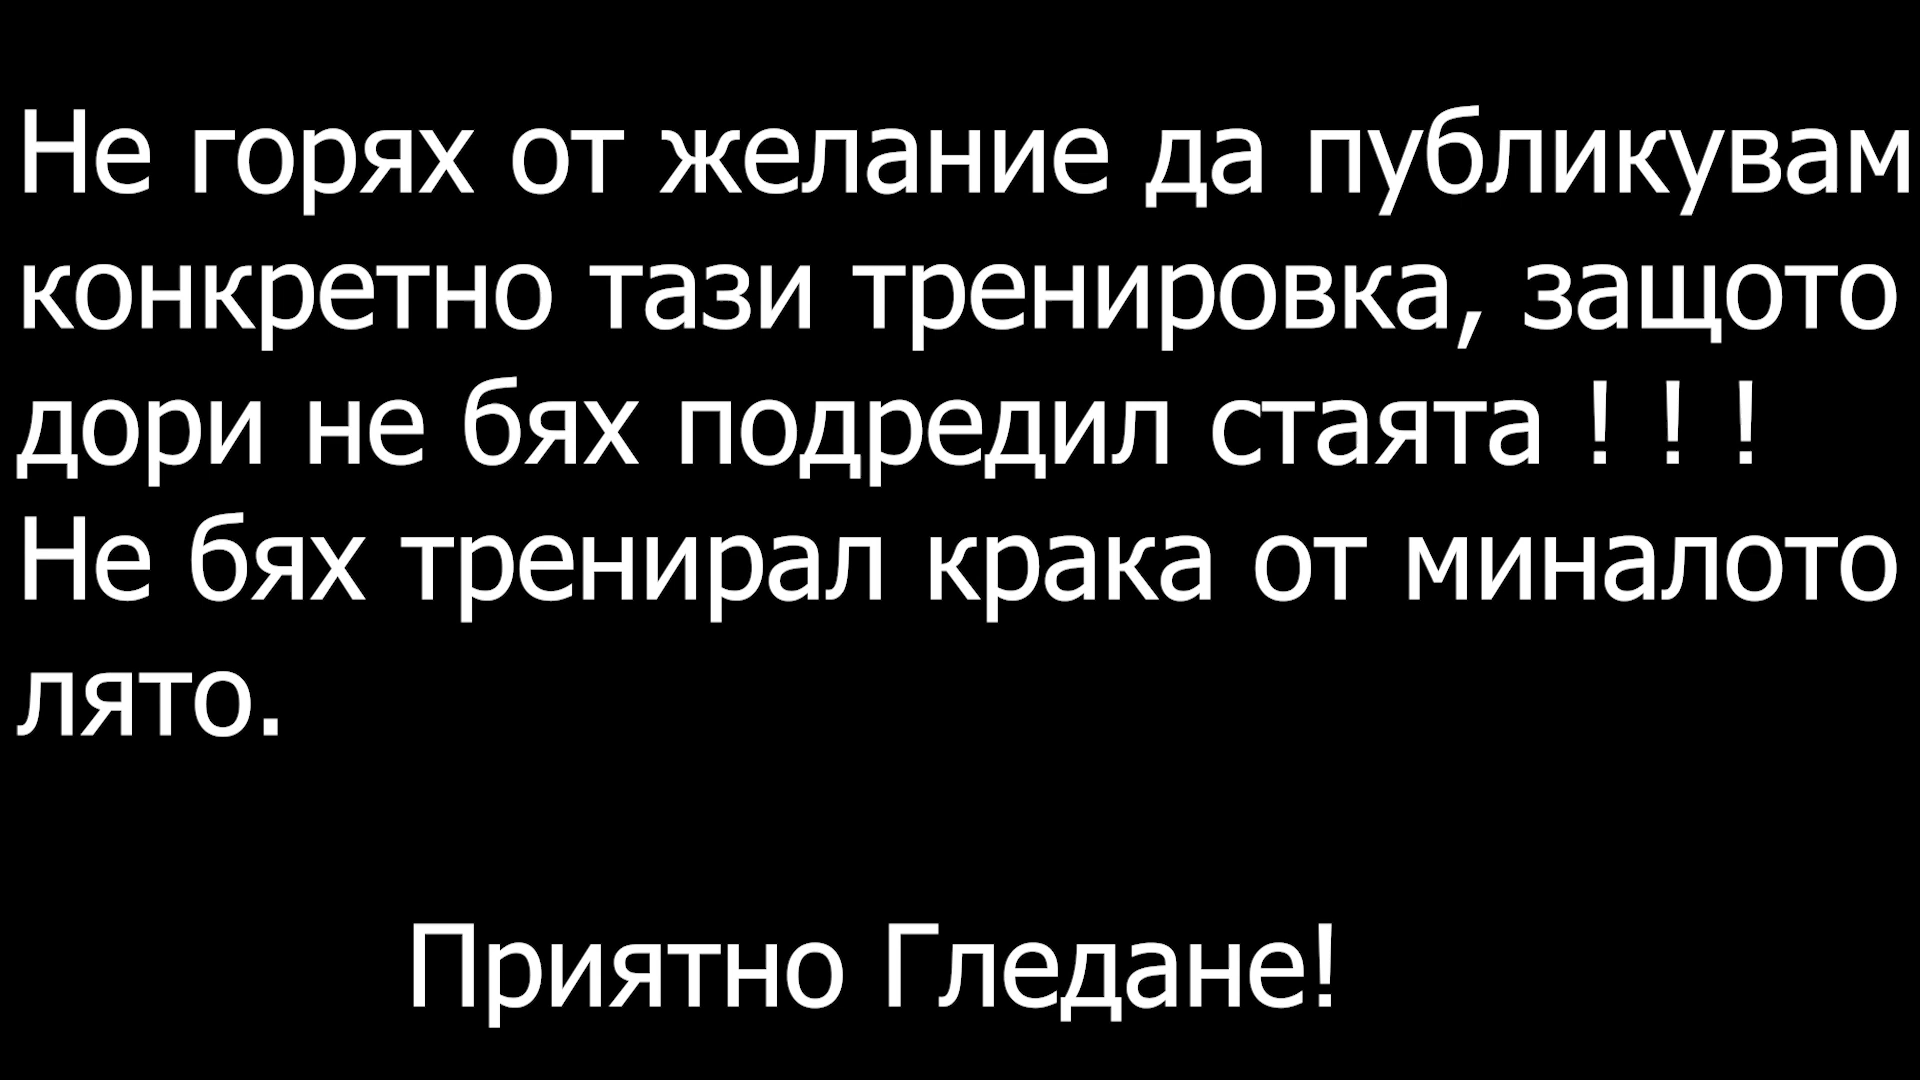 Не горях от желание да публикувам
конкретно тази тренировка, защото
дори не бях подредил стаята ! ! !
Не бях тренирал крака от миналото
лято.
Приятно Гледане!